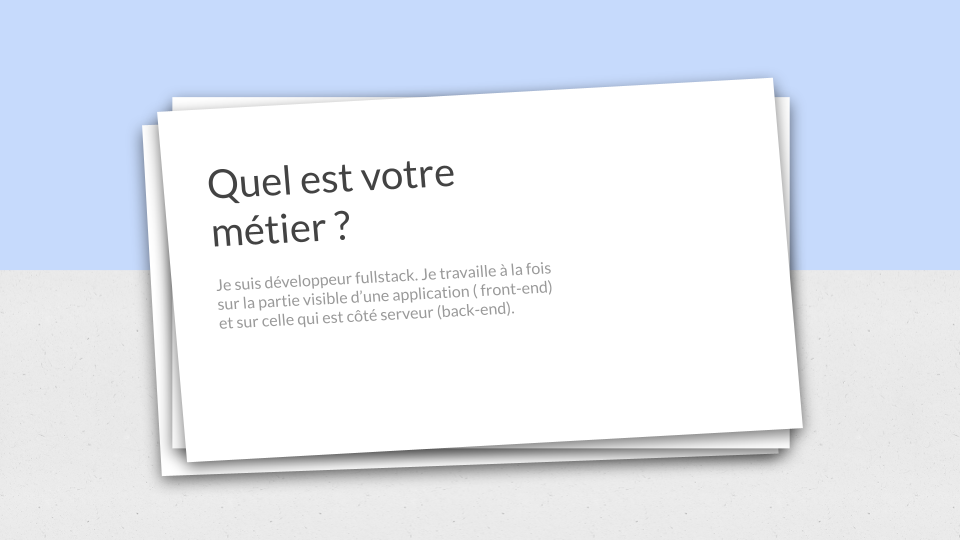 Quel est votre
métier ?
Je suis développeur fullstack. Je travaille à la fois
sur la partie visible d’une application ( front-end)
et sur celle qui est côté serveur (back-end).